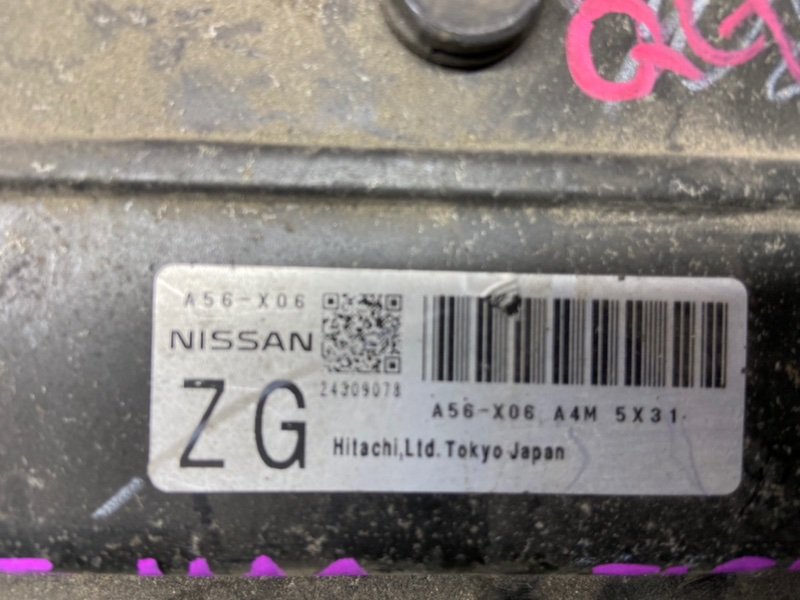 A56-X06
NISSAN
ZG
24309078
A56-X06 A4M 5X31
Hitachi,Ltd. Tokyo Japan